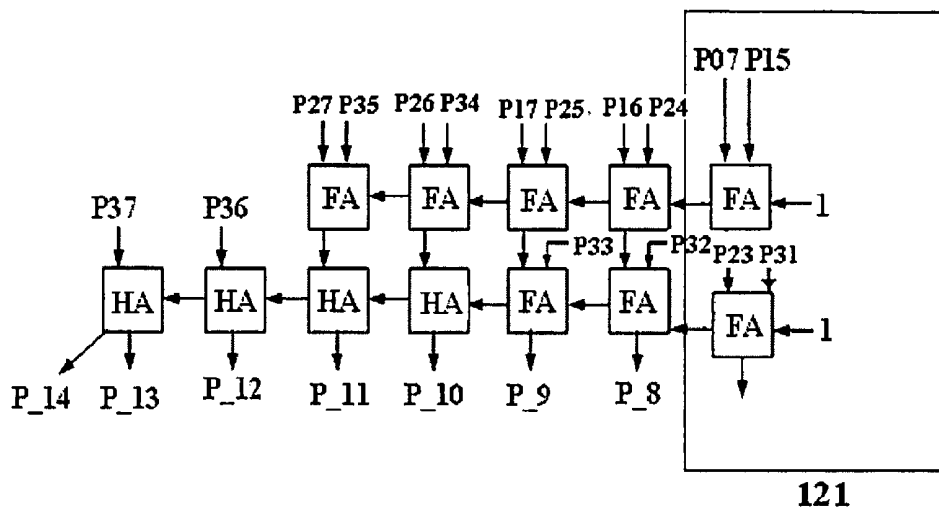 P07 P15
P27 P35 P26 P34 P17 P25. P16 P24
FA FA FA FA FA 1
P37 P36 P33 P32 P23 P31
HA HA HA HA FA FA FA 1
P_14 P_13 P_12 P_11 P_10 P_9 P_8
121